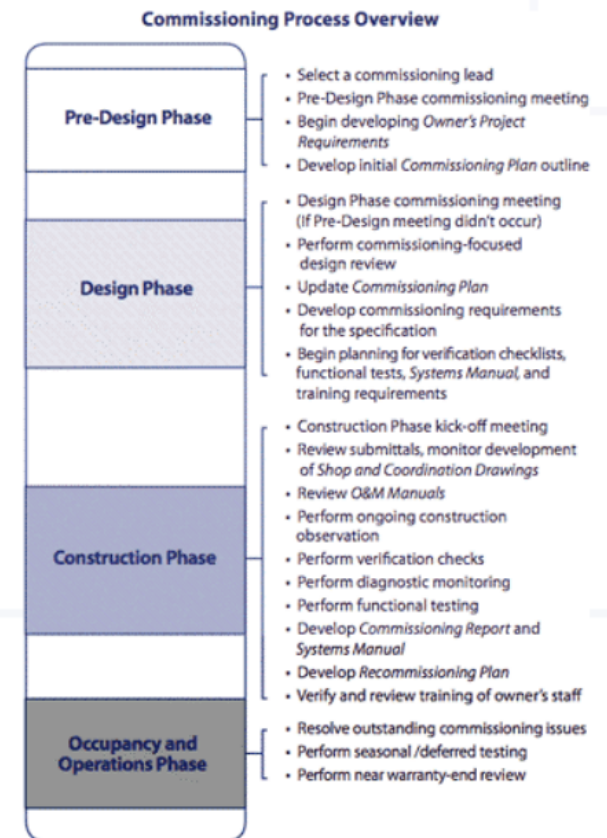 Commissioning Process Overview
Pre-Design Phase
• Select a commissioning lead
• Pre-Design Phase commissioning meeting
• Begin developing Owner's Project
Requirements
• Develop initial Commissioning Plan outline
Design Phase
• Design Phase commissioning meeting
(If Pre-Design meeting didn't occur)
• Perform commissioning-focused
design review
• Update Commissioning Plan
• Develop commissioning requirements
for the specification
• Begin planning for verification checklists,
functional tests, Systems Manual, and
training requirements
Construction Phase
• Construction Phase kick-off meeting
• Review submittals, monitor development
of Shop and Coordination Drawings
• Review O&M Manuals
• Perform ongoing construction
observation
• Perform verification checks
• Perform diagnostic monitoring
• Perform functional testing
• Develop Commissioning Report and
Systems Manual
• Develop Recommissioning Plan
• Verify and review training of owner's staff
Occupancy and
Operations Phase
• Resolve outstanding commissioning issues
• Perform seasonal/deferred testing
• Perform near warranty-end review